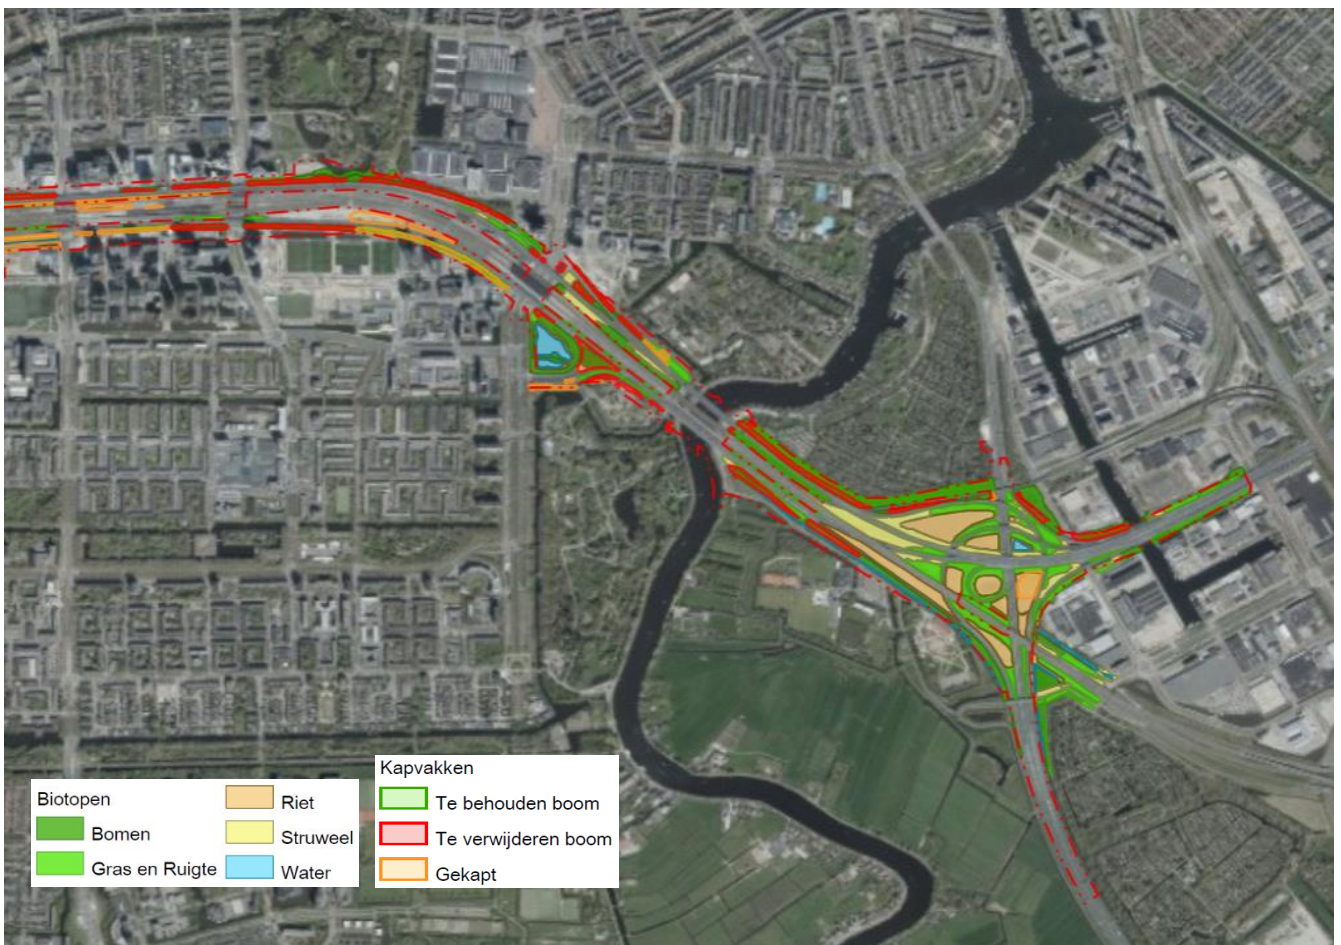 Biotopen
Bomen
Gras en Ruigte
Riet
Struweel
Water
Kapvakken
Te behouden boom
Te verwijderen boom
Gekapt